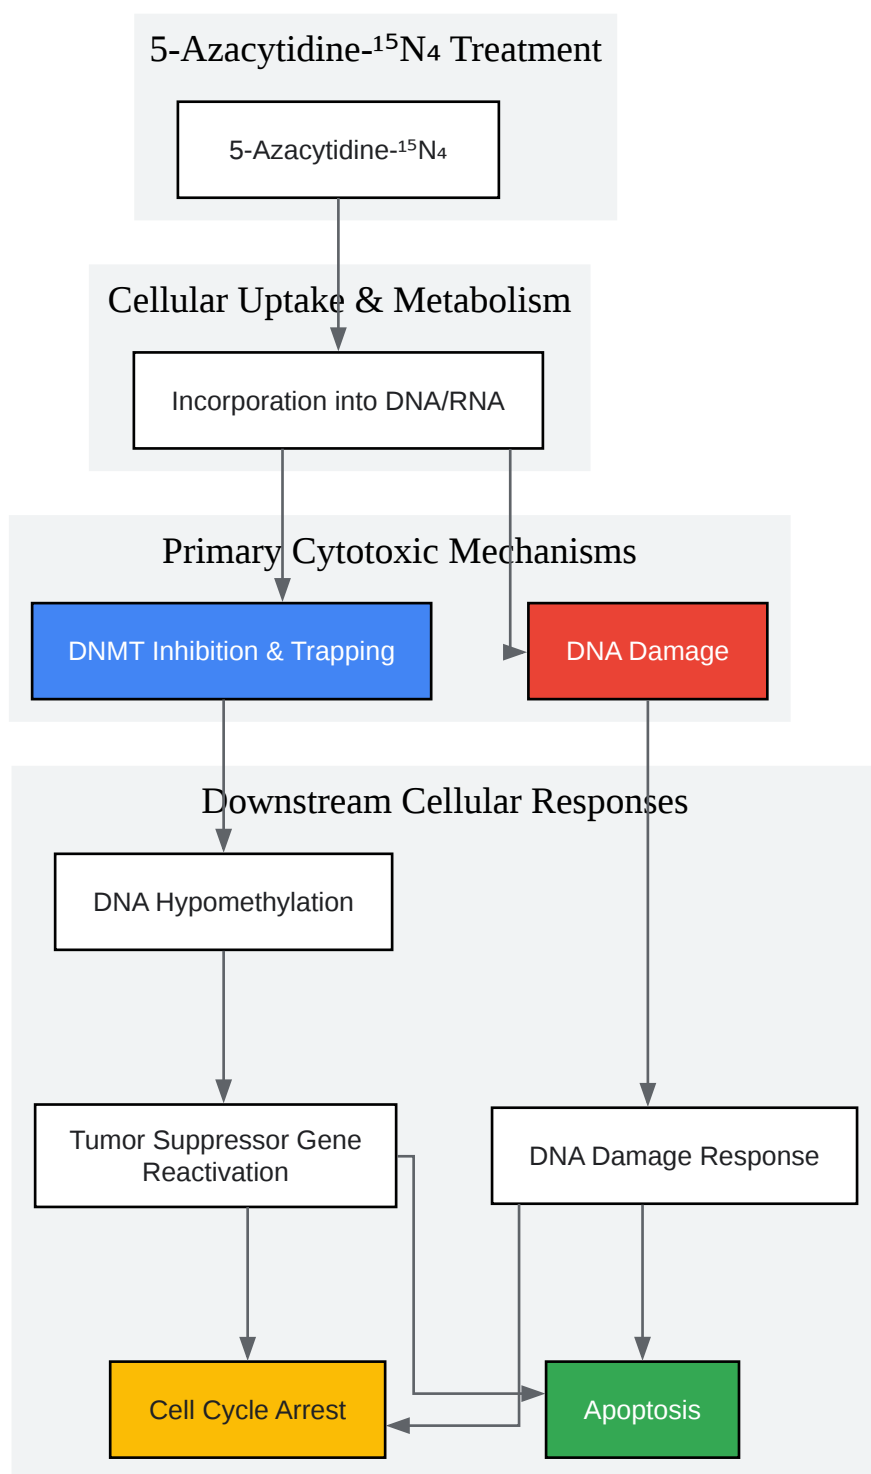 5-Azacytidine-¹⁵N₄ Treatment
5-Azacytidine-¹⁵N₄
Cellular Uptake & Metabolism
Incorporation into DNA/RNA
Primary Cytotoxic Mechanisms
DNMT Inhibition & Trapping
DNA Damage
Downstream Cellular Responses
DNA Hypomethylation
Tumor Suppressor Gene
Reactivation
DNA Damage Response
Cell Cycle Arrest
Apoptosis